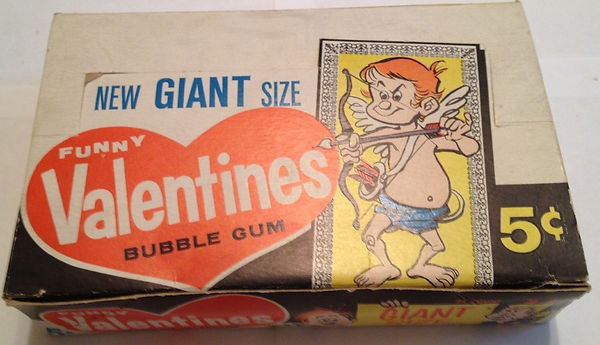 NEW GIANT SIZE
FUNNY
Valentines
BUBBLE GUM
5¢
Valentines
GIANT